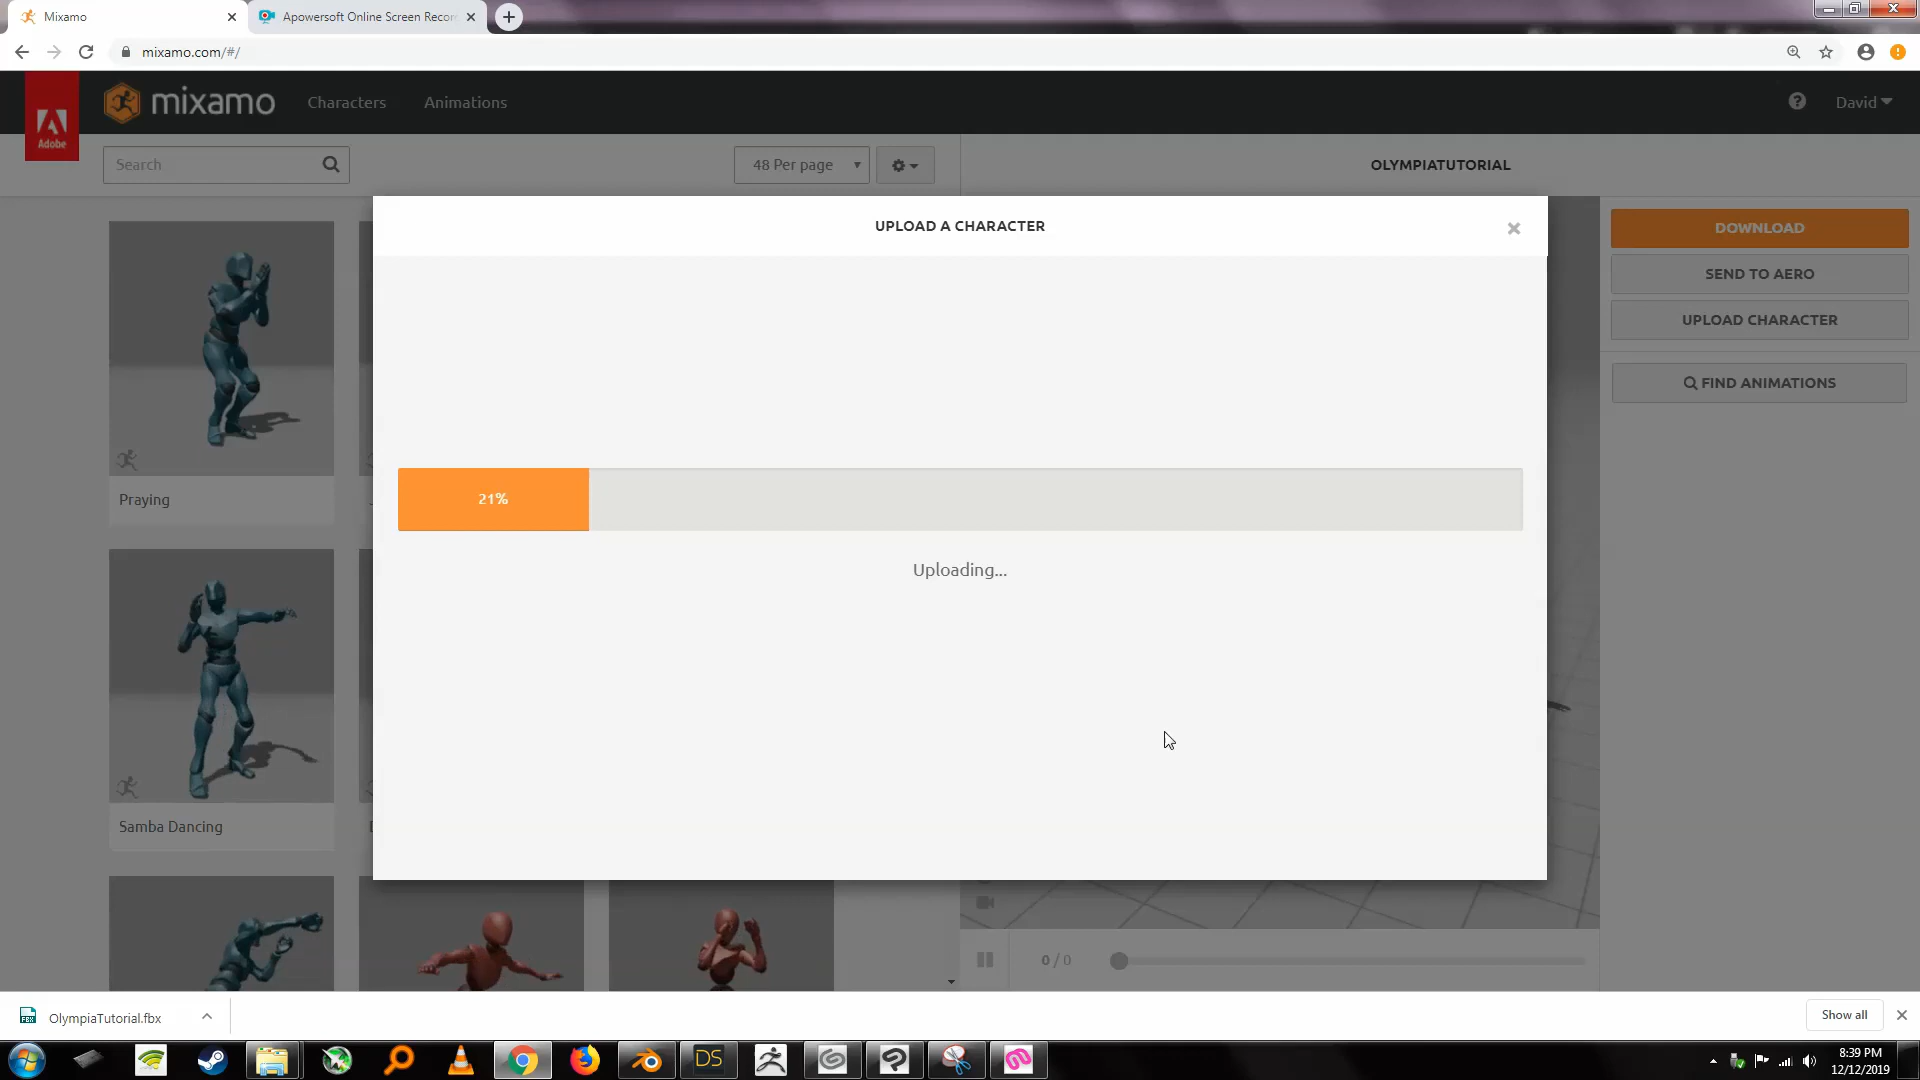 Mixamo
Apowersoft Online Screen Recor
mixamo.com/#/
Adobe
mixamo
Characters
Animations
David
Search
48 Per page
OLYMPIATUTORIAL
UPLOAD A CHARACTER
DOWNLOAD
SEND TO AERO
UPLOAD CHARACTER
FIND ANIMATIONS
21%
Uploading...
Praying
Samba Dancing
0 / 0
OlympiaTutorial.fbx
Show all
DS
8:39 PM
12/12/2019